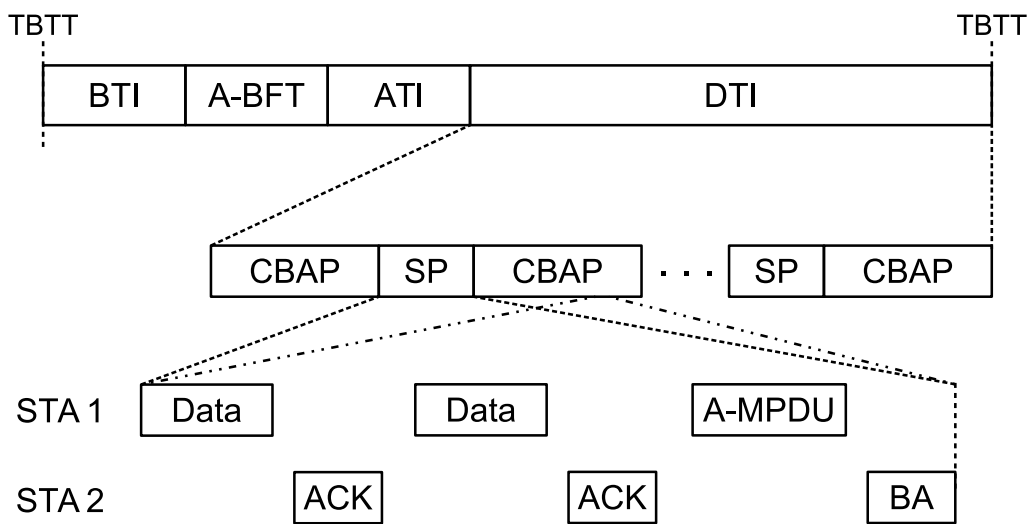 TBTT TBTT
BTI A-BFT ATI DTI
CBAP SP CBAP . . . SP CBAP
STA 1 Data Data A-MPDU
STA 2 ACK ACK BA